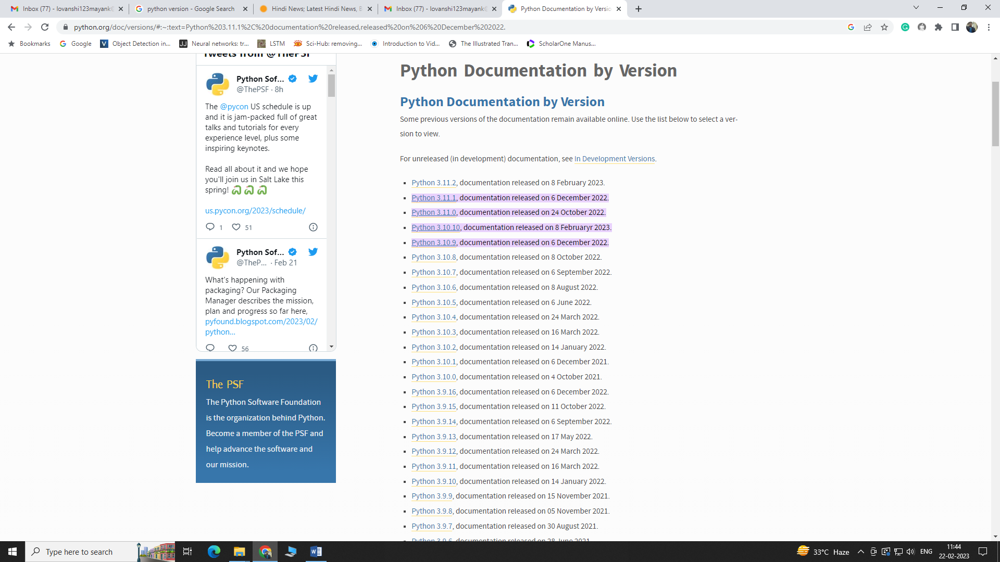 Inbox (77) - lovanshi123mayank@
python version - Google Search
Hindi News; Latest Hindi News, B
Inbox (77) - lovanshi123mayank@
Python Documentation by Versio
python.org/doc/versions/#:~:text=Python%203.11.1%2C%20documentation%20released,released%20on%206%20December%202022.
Bookmarks
Google
Object Detection in...
Neural networks: tr...
LSTM
Sci-Hub: removing...
Introduction to Vid...
The Illustrated Tran...
ScholarOne Manus...
Tweets from @ThePSF
Python Sof...
@ThePSF · 8h
The @pycon US schedule is up
and it is jam-packed full of great
talks and tutorials for every
experience level, plus some
inspiring keynotes.
Read all about it and we hope
you'll join us in Salt Lake this
spring!
us.pycon.org/2023/schedule/
1 51
Python Sof...
@TheP... · Feb 21
What's happening with
packaging? Our Packaging
Manager describes the mission,
plan and progress so far here,
pyfound.blogspot.com/2023/02/
python...
56
The PSF
The Python Software Foundation
is the organization behind Python.
Become a member of the PSF and
help advance the software and
our mission.
Python Documentation by Version
Python Documentation by Version
Some previous versions of the documentation remain available online. Use the list below to select a ver-
sion to view.
For unreleased (in development) documentation, see In Development Versions.
Python 3.11.2, documentation released on 8 February 2023.
Python 3.11.1, documentation released on 6 December 2022.
Python 3.11.0, documentation released on 24 October 2022.
Python 3.10.10, documentation released on 8 Februaryr 2023.
Python 3.10.9, documentation released on 6 December 2022.
Python 3.10.8, documentation released on 8 October 2022.
Python 3.10.7, documentation released on 6 September 2022.
Python 3.10.6, documentation released on 8 August 2022.
Python 3.10.5, documentation released on 6 June 2022.
Python 3.10.4, documentation released on 24 March 2022.
Python 3.10.3, documentation released on 16 March 2022.
Python 3.10.2, documentation released on 14 January 2022.
Python 3.10.1, documentation released on 6 December 2021.
Python 3.10.0, documentation released on 4 October 2021.
Python 3.9.16, documentation released on 6 December 2022.
Python 3.9.15, documentation released on 11 October 2022.
Python 3.9.14, documentation released on 6 September 2022.
Python 3.9.13, documentation released on 17 May 2022.
Python 3.9.12, documentation released on 24 March 2022.
Python 3.9.11, documentation released on 16 March 2022.
Python 3.9.10, documentation released on 14 January 2022.
Python 3.9.9, documentation released on 15 November 2021.
Python 3.9.8, documentation released on 05 November 2021.
Python 3.9.7, documentation released on 30 August 2021.
Python 3.9.6, documentation released on 28 June 2021.
Type here to search
33°C Haze
ENG
11:44
22-02-2023